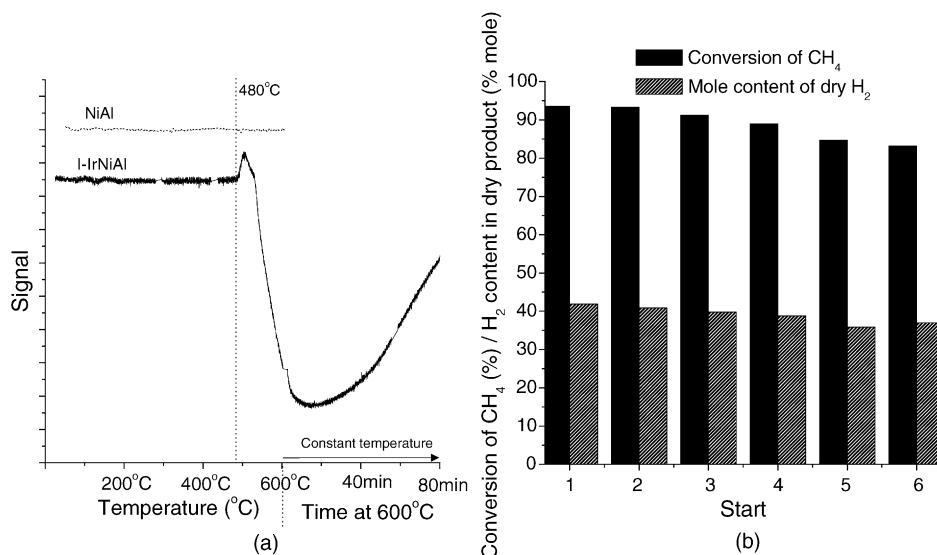 480°C
NiAl
I-IrNiAl
Signal
Constant temperature
200°C 400°C 600°C 40min 80min
Temperature (°C) Time at 600°C
(a)
Conversion of CH₄
Mole content of dry H₂
Conversion of CH₄ (%) / H₂ content in dry product (% mole)
100
90
80
70
60
50
40
30
20
10
0
1 2 3 4 5 6
Start
(b)